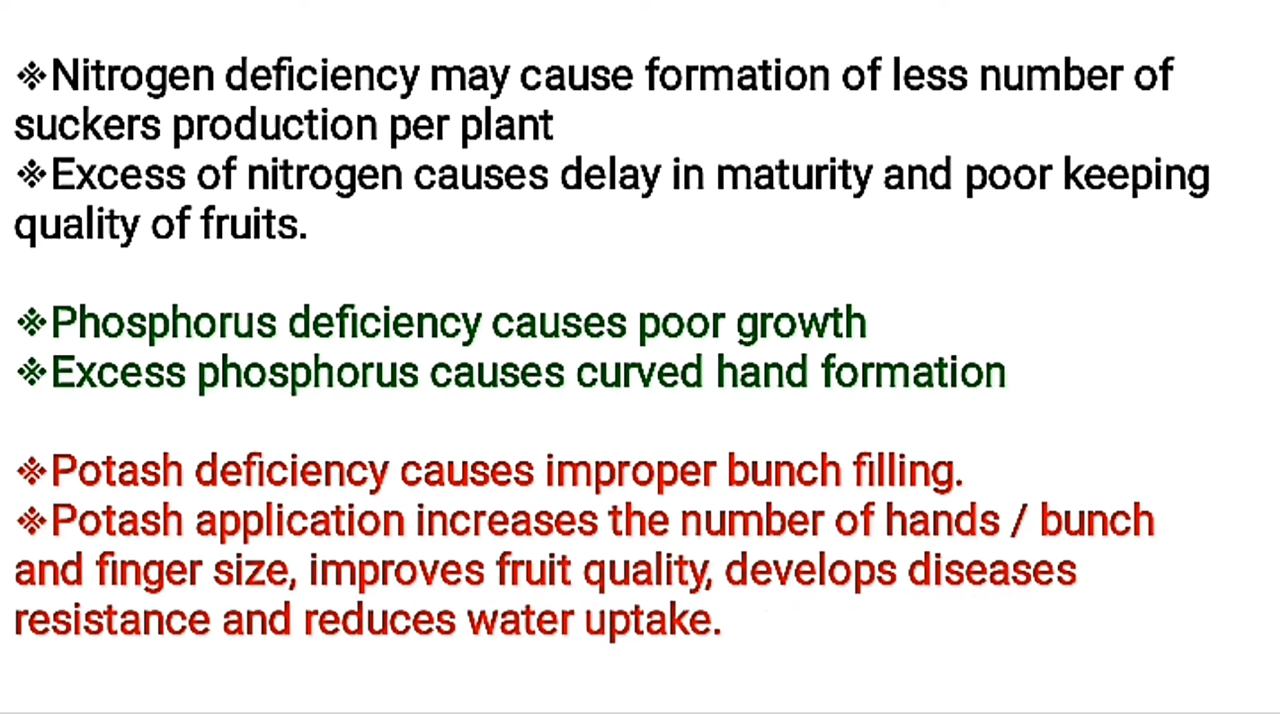 ※Nitrogen deficiency may cause formation of less number of
suckers production per plant
※Excess of nitrogen causes delay in maturity and poor keeping
quality of fruits.
※Phosphorus deficiency causes poor growth
※Excess phosphorus causes curved hand formation
※Potash deficiency causes improper bunch filling.
※Potash application increases the number of hands / bunch
and finger size, improves fruit quality, develops diseases
resistance and reduces water uptake.